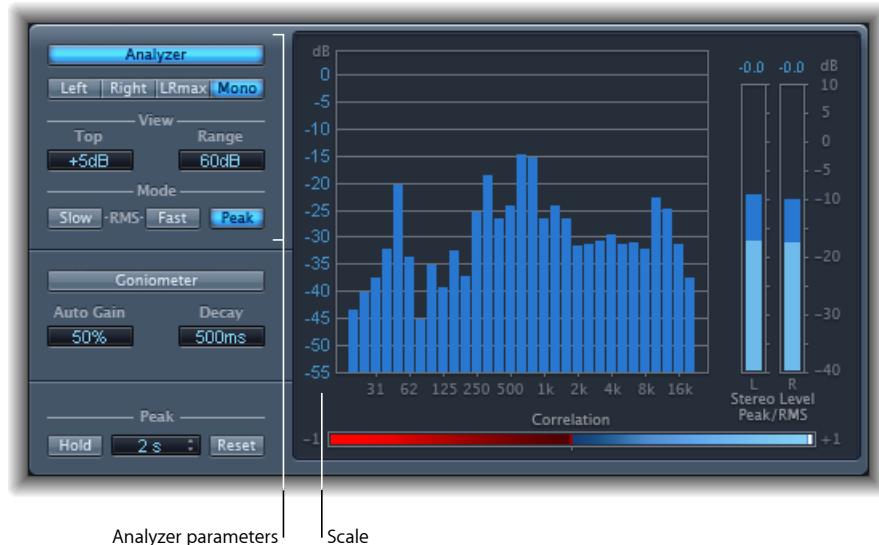 Analyzer
Left Right LRmax Mono
View
Top Range
+5dB 60dB
Mode
Slow -RMS- Fast Peak
Goniometer
Auto Gain Decay
50% 500ms
Peak
Hold 2 s Reset
dB
0
-5
-10
-15
-20
-25
-30
-35
-40
-45
-50
-55
31 62 125 250 500 1k 2k 4k 8k 16k
Correlation
-1 +1
-0.0 -0.0 dB
10
5
0
-5
-10
-20
-30
-40
L R
Stereo Level
Peak/RMS
Analyzer parameters
Scale